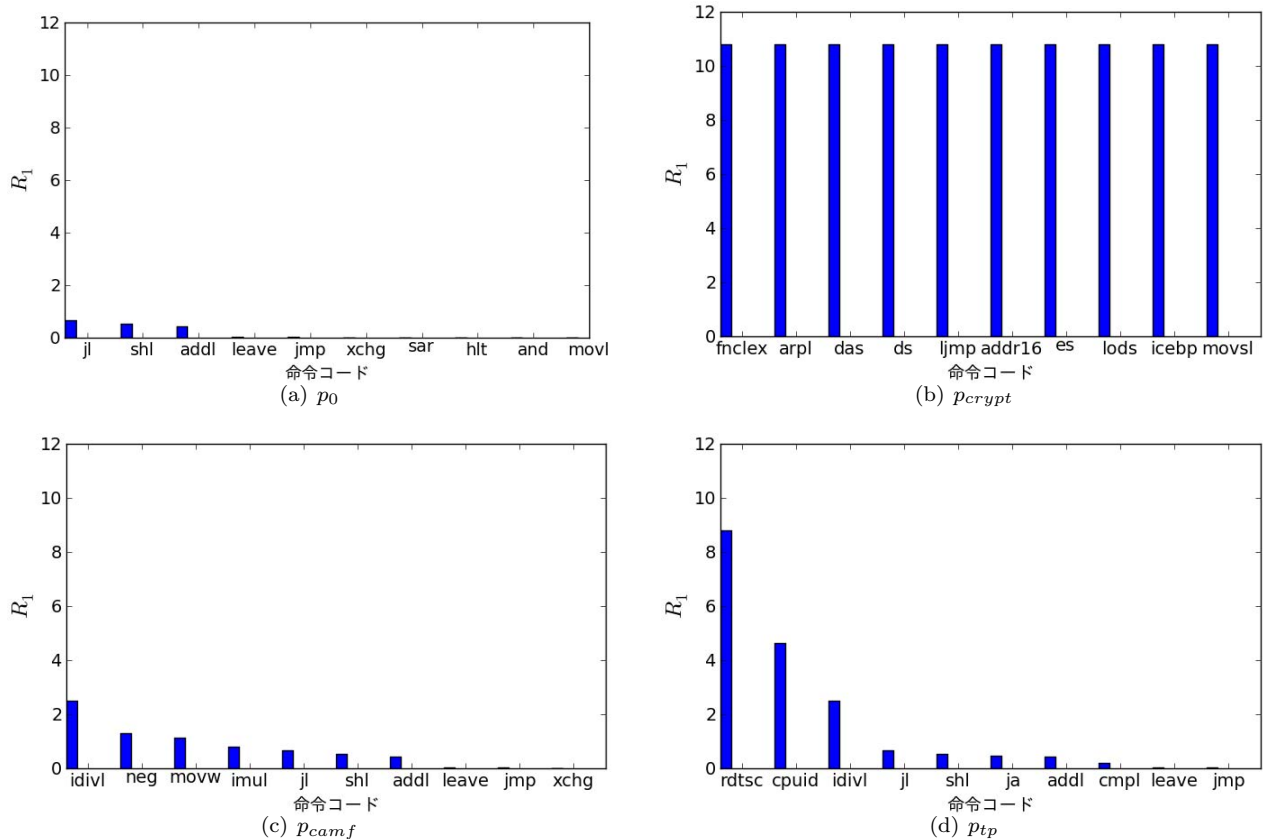 12
10
8
6
4
2
0
R1
jl shl addl leave jmp xchg sar hlt and movl
命令コード
(a) p0
12
10
8
6
4
2
0
R1
fnclex arpl das ds ljmp addr16 es lods icebp movsl
命令コード
(b) pcrypt
12
10
8
6
4
2
0
R1
idivl neg movw imul jl shl addl leave jmp xchg
命令コード
(c) pcamf
12
10
8
6
4
2
0
R1
rdtsc cpuid idivl jl shl ja addl cmpl leave jmp
命令コード
(d) ptp